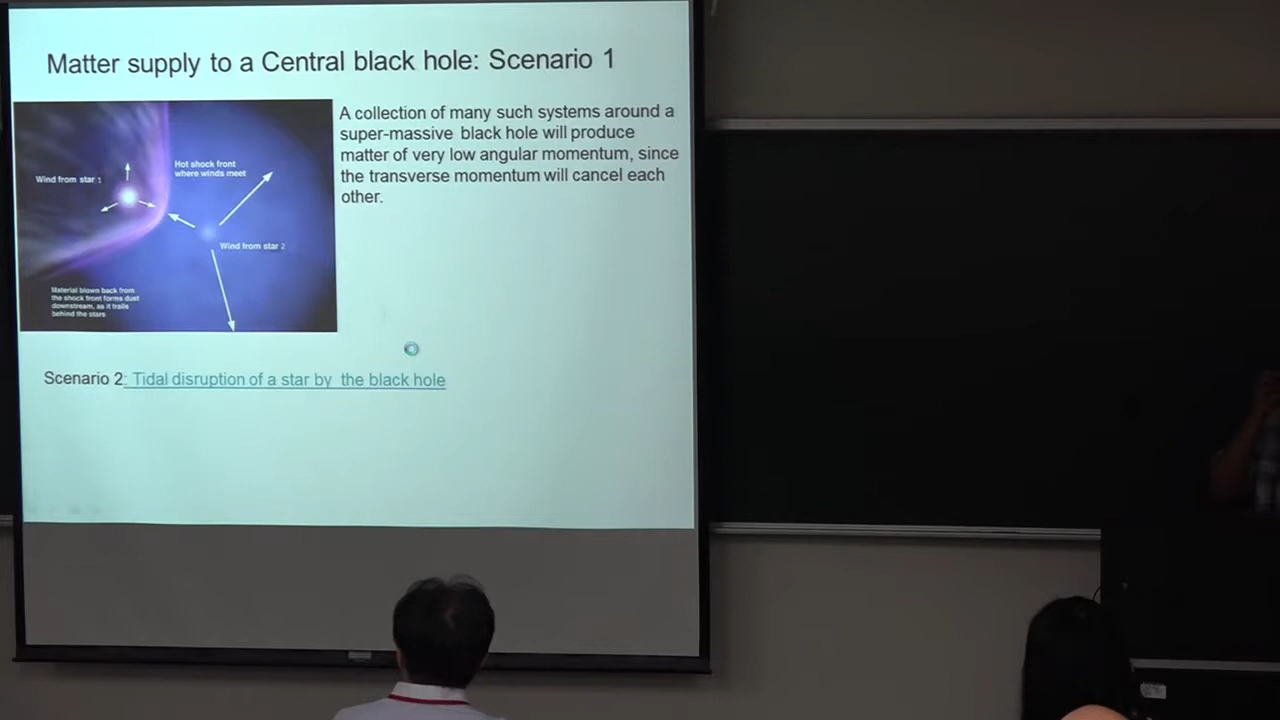 Matter supply to a Central black hole: Scenario 1
A collection of many such systems around a
super-massive black hole will produce
matter of very low angular momentum, since
the transverse momentum will cancel each
other.
Hot shock front
where winds meet
Wind from star 1
Wind from star 2
Material blown back from
the shock front forms dust
downstream, as it trails
behind the stars
Scenario 2: Tidal disruption of a star by the black hole